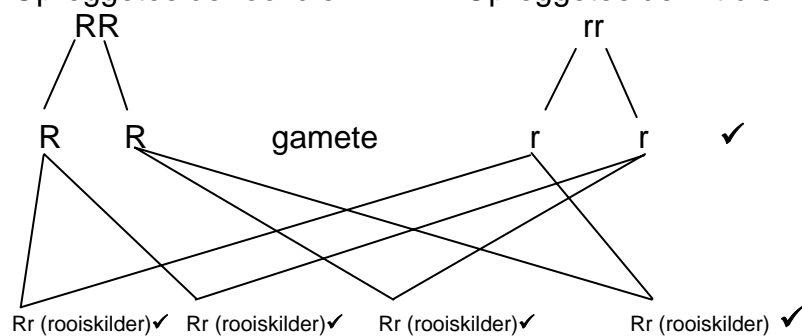 RR rr
R R gamete r r ✓
Rr (rooiskilder)✓ Rr (rooiskilder)✓ Rr (rooiskilder)✓ Rr (rooiskilder) ✓